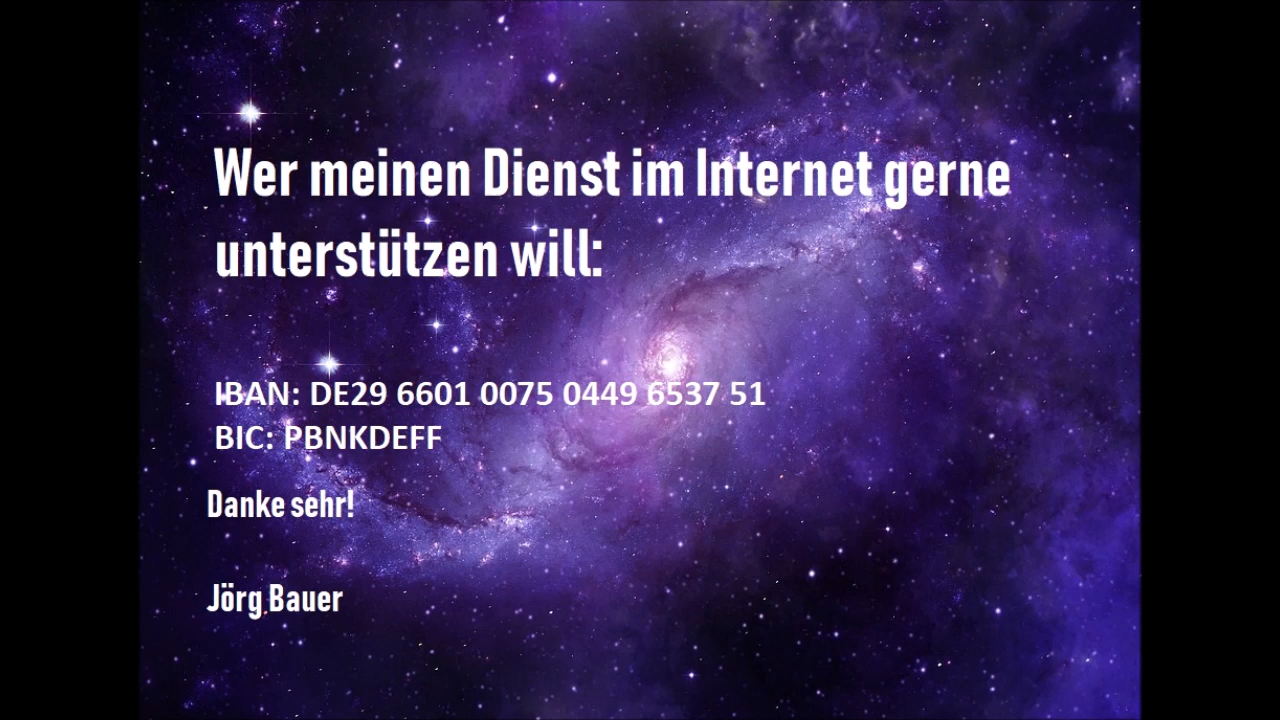 Wer meinen Dienst im Internet gerne
unterstützen will:
IBAN: DE29 6601 0075 0449 6537 51
BIC: PBNKDEFF
Danke sehr!
Jörg Bauer